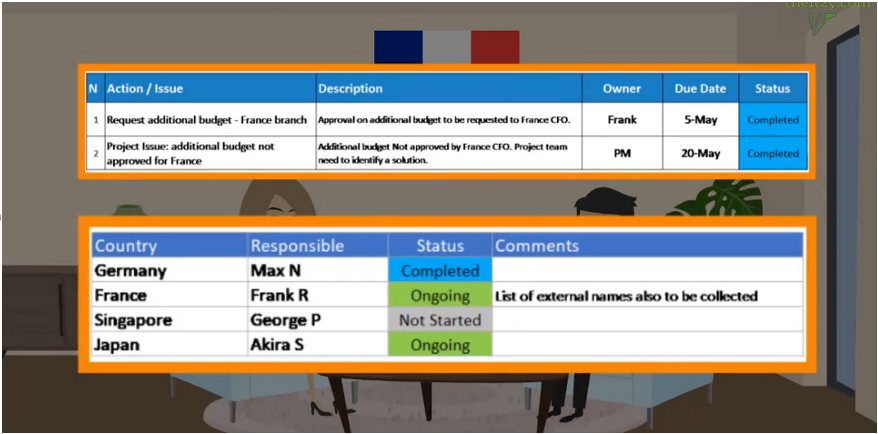 thefizy.com
N Action / Issue Description Owner Due Date Status
1 Request additional budget - France branch Approval on additional budget to be requested to France CFO. Frank 5-May Completed
2 Project Issue: additional budget not approved for France Additional budget Not approved by France CFO. Project team need to identify a solution. PM 20-May Completed
Country Responsible Status Comments
Germany Max N Completed
France Frank R Ongoing List of external names also to be collected
Singapore George P Not Started
Japan Akira S Ongoing